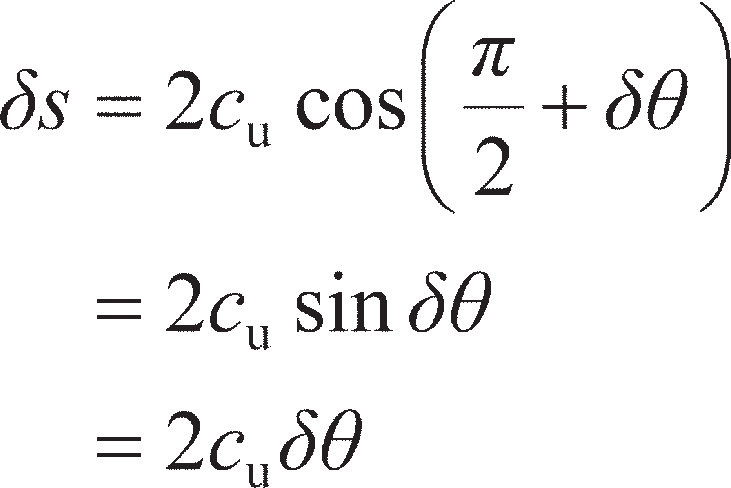 δs = 2c_u cos(π/2 + δθ)
= 2c_u sin δθ
= 2c_u δθ